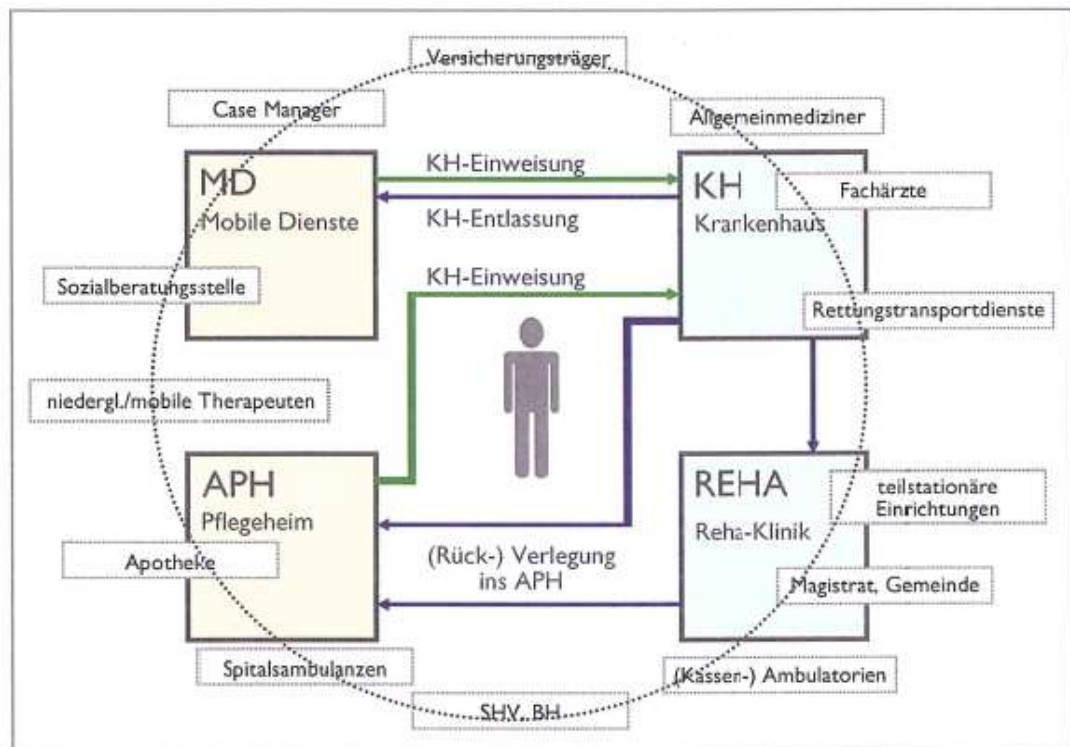 Versicherungsträger
Case Manager
Allgemeinmediziner
MD
Mobile Dienste
KH-Einweisung
KH-Entlassung
KH
Krankenhaus
Fachärzte
Sozialberatungsstelle
KH-Einweisung
Rettungstransportdienste
niedergl./mobile Therapeuten
APH
Pflegeheim
REHA
Reha-Klinik
teilstationäre
Einrichtungen
Apotheke
(Rück-) Verlegung
ins APH
Magistrat, Gemeinde
Spitalsambulanzen
(Kassen-) Ambulatorien
SHV, BH